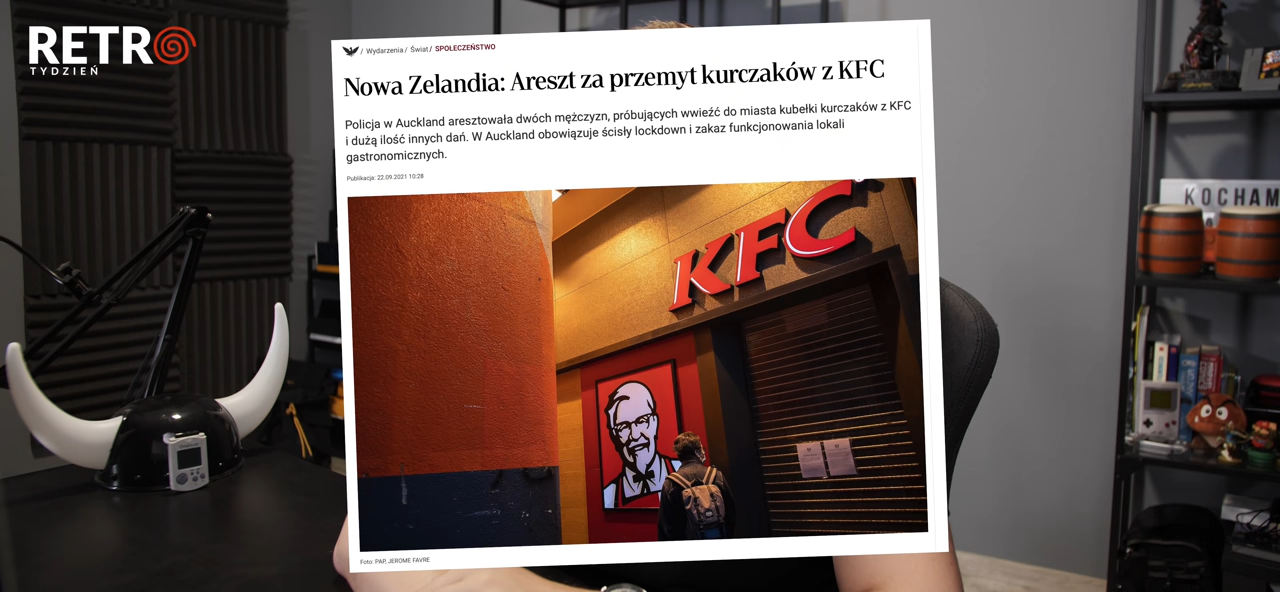 RETRO
TYDZIEŃ
/ Wydarzenia / Świat / SPOŁECZEŃSTWO
Nowa Zelandia: Areszt za przemyt kurczaków z KFC
Policja w Auckland aresztowała dwóch mężczyzn, próbujących wwieźć do miasta kubełki kurczaków z KFC
i dużą ilość innych dań. W Auckland obowiązuje ścisły lockdown i zakaz funkcjonowania lokali
gastronomicznych.
Publikacja: 22.09.2021 10:28
KFC
KOCHAM
Foto: PAP, JEROME FAVRE